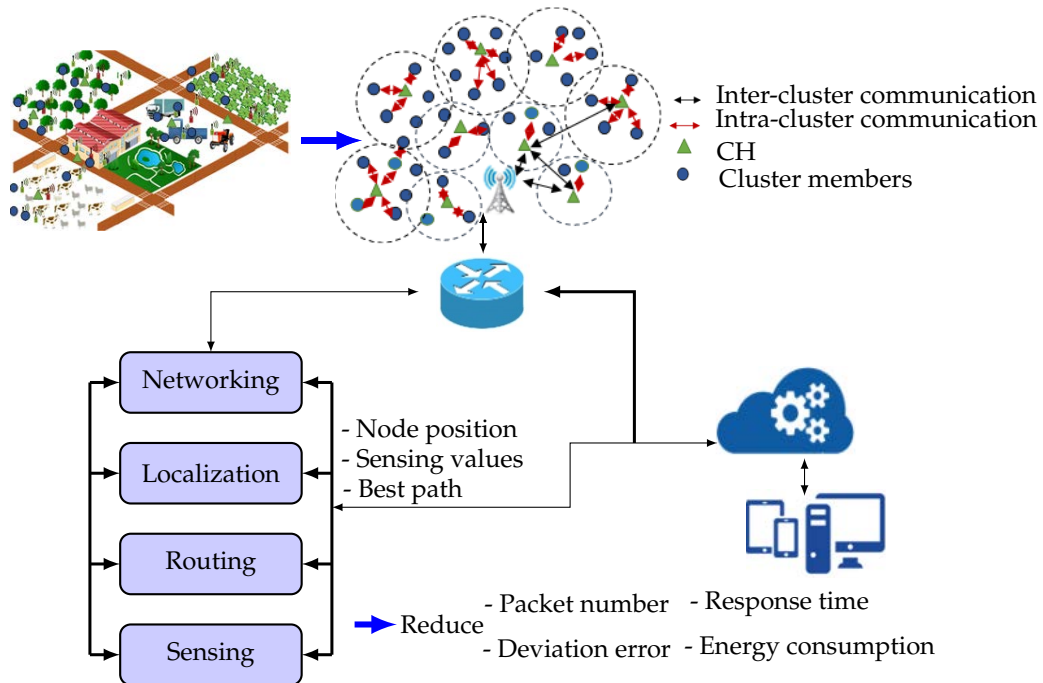 Inter-cluster communication
Intra-cluster communication
CH
Cluster members
Networking
Localization
Routing
Sensing
- Node position
- Sensing values
- Best path
Reduce
- Packet number
- Response time
- Deviation error
- Energy consumption